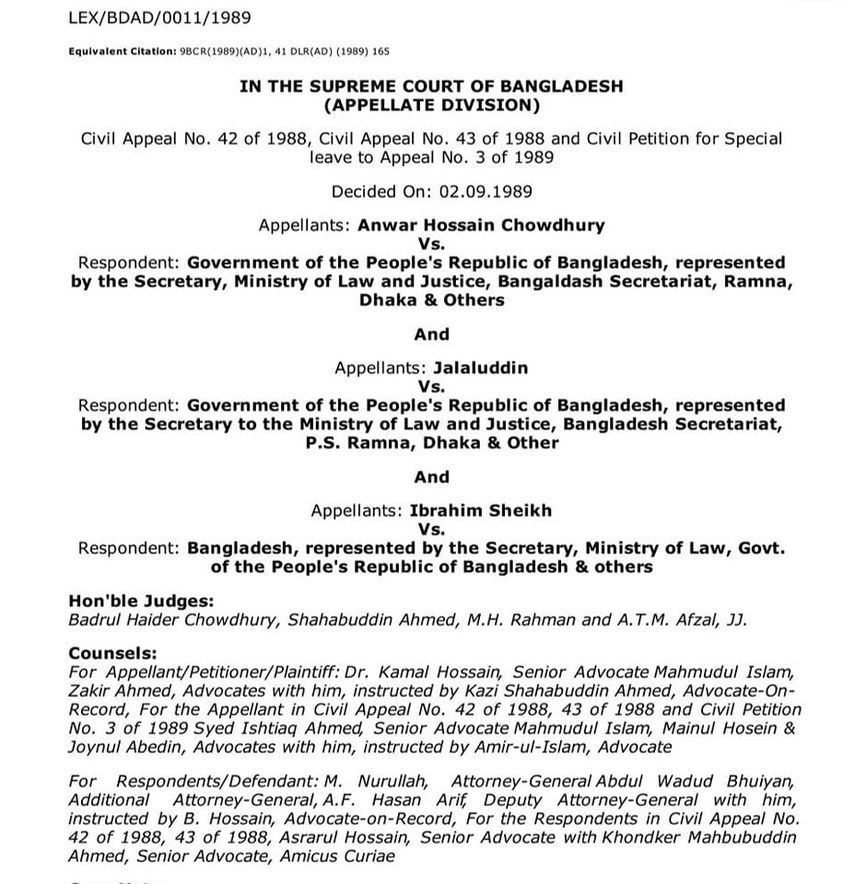 LEX/BDAD/0011/1989
Equivalent Citation: 9BCR(1989)(AD)1, 41 DLR(AD) (1989) 165
IN THE SUPREME COURT OF BANGLADESH
(APPELLATE DIVISION)
Civil Appeal No. 42 of 1988, Civil Appeal No. 43 of 1988 and Civil Petition for Special
leave to Appeal No. 3 of 1989
Decided On: 02.09.1989
Appellants: Anwar Hossain Chowdhury
Vs.
Respondent: Government of the People's Republic of Bangladesh, represented
by the Secretary, Ministry of Law and Justice, Bangaldash Secretariat, Ramna,
Dhaka & Others
And
Appellants: Jalaluddin
Vs.
Respondent: Government of the People's Republic of Bangladesh, represented
by the Secretary to the Ministry of Law and Justice, Bangladesh Secretariat,
P.S. Ramna, Dhaka & Other
And
Appellants: Ibrahim Sheikh
Vs.
Respondent: Bangladesh, represented by the Secretary, Ministry of Law, Govt.
of the People's Republic of Bangladesh & others
Hon'ble Judges:
Badrul Haider Chowdhury, Shahabuddin Ahmed, M.H. Rahman and A.T.M. Afzal, JJ.
Counsels:
For Appellant/Petitioner/Plaintiff: Dr. Kamal Hossain, Senior Advocate Mahmudul Islam,
Zakir Ahmed, Advocates with him, instructed by Kazi Shahabuddin Ahmed, Advocate-On-
Record, For the Appellant in Civil Appeal No. 42 of 1988, 43 of 1988 and Civil Petition
No. 3 of 1989 Syed Ishtiaq Ahmed, Senior Advocate Mahmudul Islam, Mainul Hosein &
Joynul Abedin, Advocates with him, instructed by Amir-ul-Islam, Advocate
For Respondents/Defendant: M. Nurullah, Attorney-General Abdul Wadud Bhuiyan,
Additional Attorney-General, A.F. Hasan Arif, Deputy Attorney-General with him,
instructed by B. Hossain, Advocate-on-Record, For the Respondents in Civil Appeal No.
42 of 1988, 43 of 1988, Asrarul Hossain, Senior Advocate with Khondker Mahbubuddin
Ahmed, Senior Advocate, Amicus Curiae